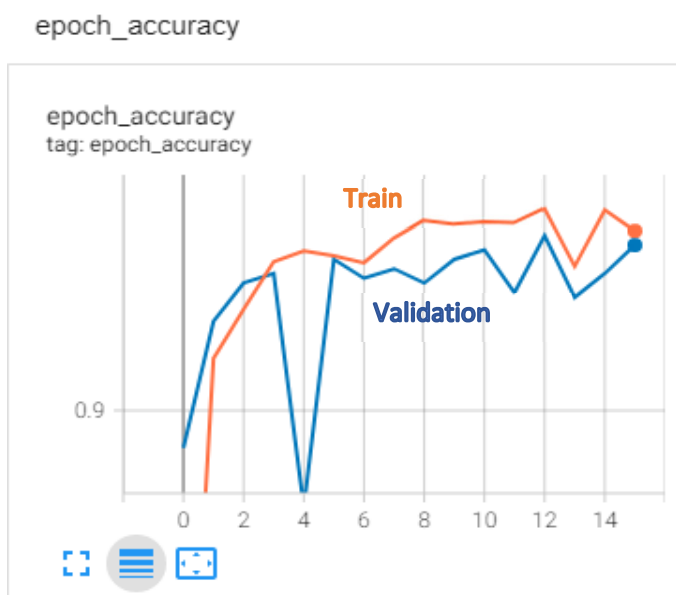 epoch_accuracy
epoch_accuracy
tag: epoch_accuracy
Train
Validation
0.9
0 2 4 6 8 10 12 14